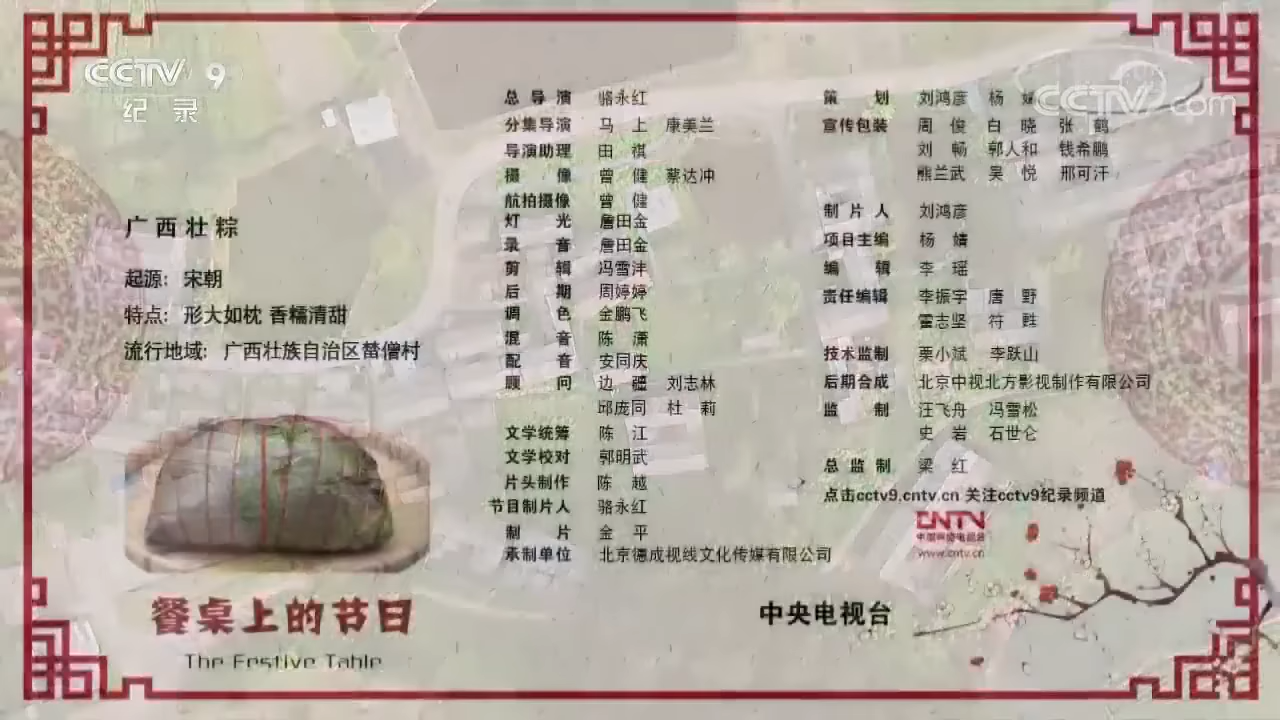 CCTV 9
纪录
CCTV.com
广西壮粽
起源: 宋朝
特点: 形大如枕 香糯清甜
流行地域: 广西壮族自治区替僧村
餐桌上的节日
The Festive Table
总导演 骆永红
分集导演 马上 康美兰
导演助理 田祺
摄像 曾健 蔡达冲
航拍摄像 曾健
灯光 詹田金
录音 詹田金
剪辑 冯雪沣
后期 周婷婷
调色 金鹏飞
混音 陈潇
配音 安同庆
顾问 边疆 刘志林
邱庞同 杜莉
文学统筹 陈江
文学校对 郭明武
片头制作 陈越
节目制片人 骆永红
制片 金平
承制单位 北京德成视线文化传媒有限公司
策划 刘鸿彦 杨婧
宣传包装 周俊 白晓 张鹤
刘畅 郭人和 钱希鹏
熊兰武 吴悦 邢可汗
制片人 刘鸿彦
项目主编 杨婧
编辑 李瑶
责任编辑 李振宇 唐野
雷志坚 符甦
技术监制 栗小斌 李跃山
后期合成 北京中视北方影视制作有限公司
监制 汪飞舟 冯雪松
史岩 石世仑
总监制 梁红
点击cctv9.cntv.cn 关注cctv9纪录频道
CNTV
中国网络电视台
www.cntv.cn
中央电视台